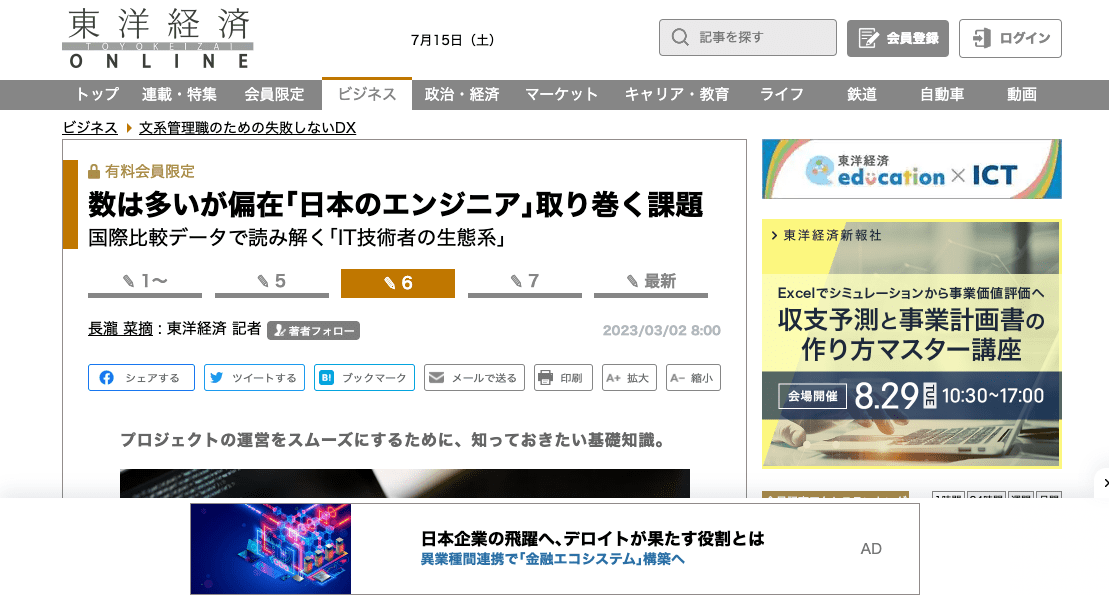 東洋経済
TOYOKEIZAI
ONLINE
7月15日（土）
記事を探す
会員登録
ログイン
トップ 連載・特集 会員限定 ビジネス 政治・経済 マーケット キャリア・教育 ライフ 鉄道 自動車 動画
ビジネス 文系管理職のための失敗しないDX
有料会員限定
数は多いが偏在｢日本のエンジニア｣取り巻く課題
国際比較データで読み解く｢IT技術者の生態系｣
1〜 5 6 7 最新
長瀧 菜摘 : 東洋経済 記者 著者フォロー
2023/03/02 8:00
シェアする ツイートする B! ブックマーク メールで送る 印刷 A+ 拡大 A− 縮小
プロジェクトの運営をスムーズにするために、知っておきたい基礎知識。
東洋経済
education × ICT
東洋経済新報社
Excelでシミュレーションから事業価値評価へ
収支予測と事業計画書の
作り方マスター講座
会場開催 8.29 TUE 10:30~17:00
日本企業の飛躍へ､デロイトが果たす役割とは
異業種間連携で｢金融エコシステム｣構築へ
AD